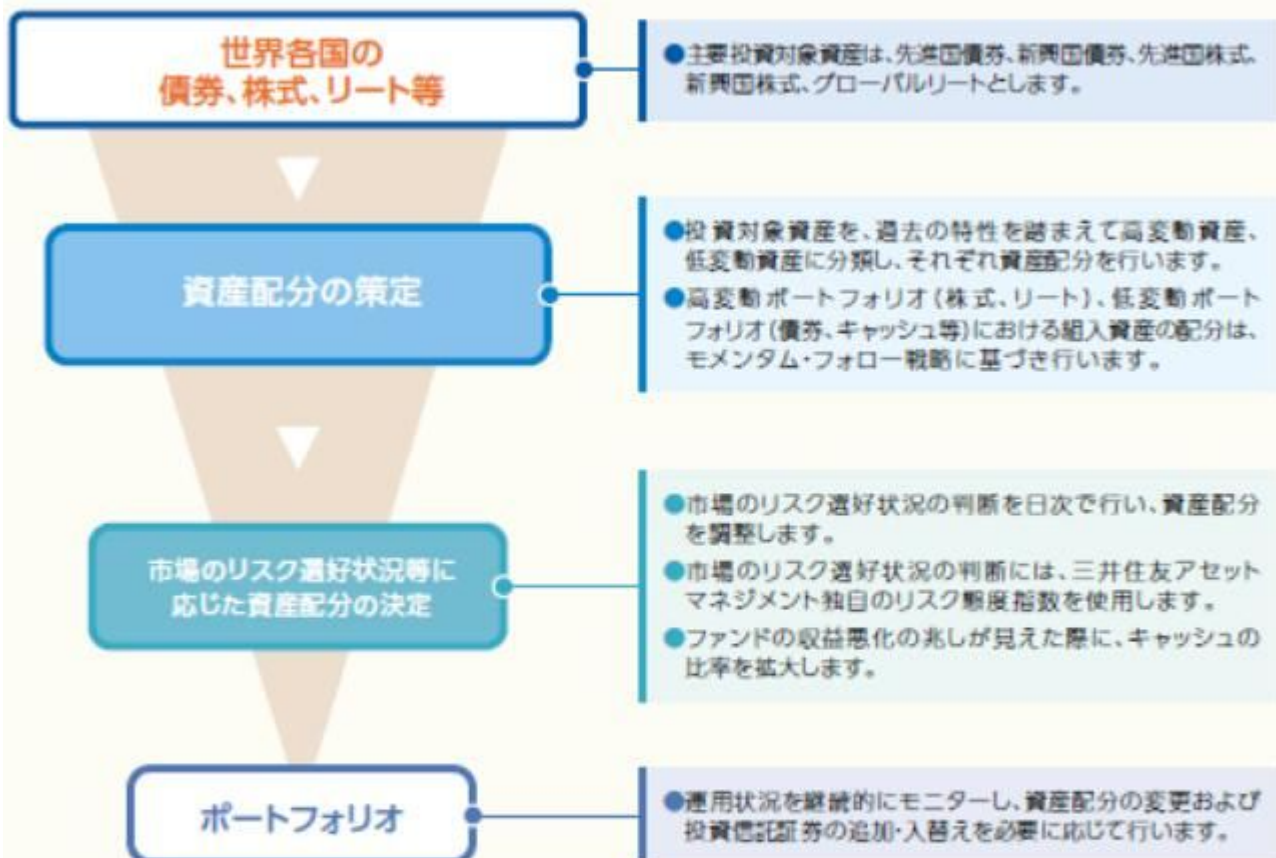 世界各国の
債券、株式、リート等
●主要投資対象資産は、先進国債券、新興国債券、先進国株式、
新興国株式、グローバルリートとします。
資産配分の策定
●投資対象資産を、過去の特性を踏まえて高変動資産、
低変動資産に分類し、それぞれ資産配分を行います。
●高変動ポートフォリオ(株式、リート)、低変動ポート
フォリオ(債券、キャッシュ等)における組入資産の配分は、
モメンタム・フォロー戦略に基づき行います。
市場のリスク選好状況等に
応じた資産配分の決定
●市場のリスク選好状況の判断を日次で行い、資産配分
を調整します。
●市場のリスク選好状況の判断には、三井住友アセット
マネジメント独自のリスク態度指数を使用します。
●ファンドの収益悪化の兆しが見えた際に、キャッシュの
比率を拡大します。
ポートフォリオ
●運用状況を継続的にモニターし、資産配分の変更および
投資信託証券の追加・入替えを必要に応じて行います。